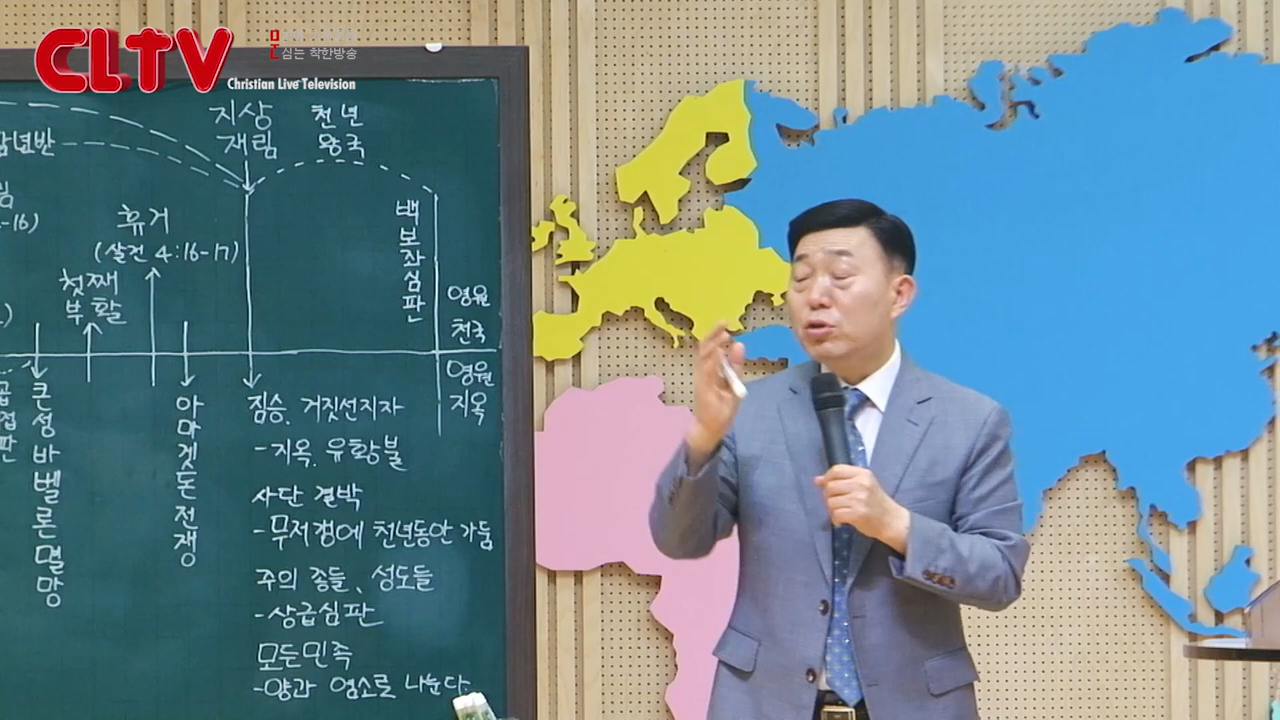 CLTV
심는 착한방송
Christian Live Television
지상
재림
천년
왕국
년반
-16)
휴거
(살전 4:16-17)
첫째
부활
백보좌심판
영원
천국
영원
지옥
큰성바벨론멸망
아마겟돈전쟁
짐승, 거짓선지자
-지옥, 유황불
사단 결박
-무저갱에 천년동안 가둠
주의 종들, 성도들
-상급심판
모든민족
-양과 염소로 나눈다.